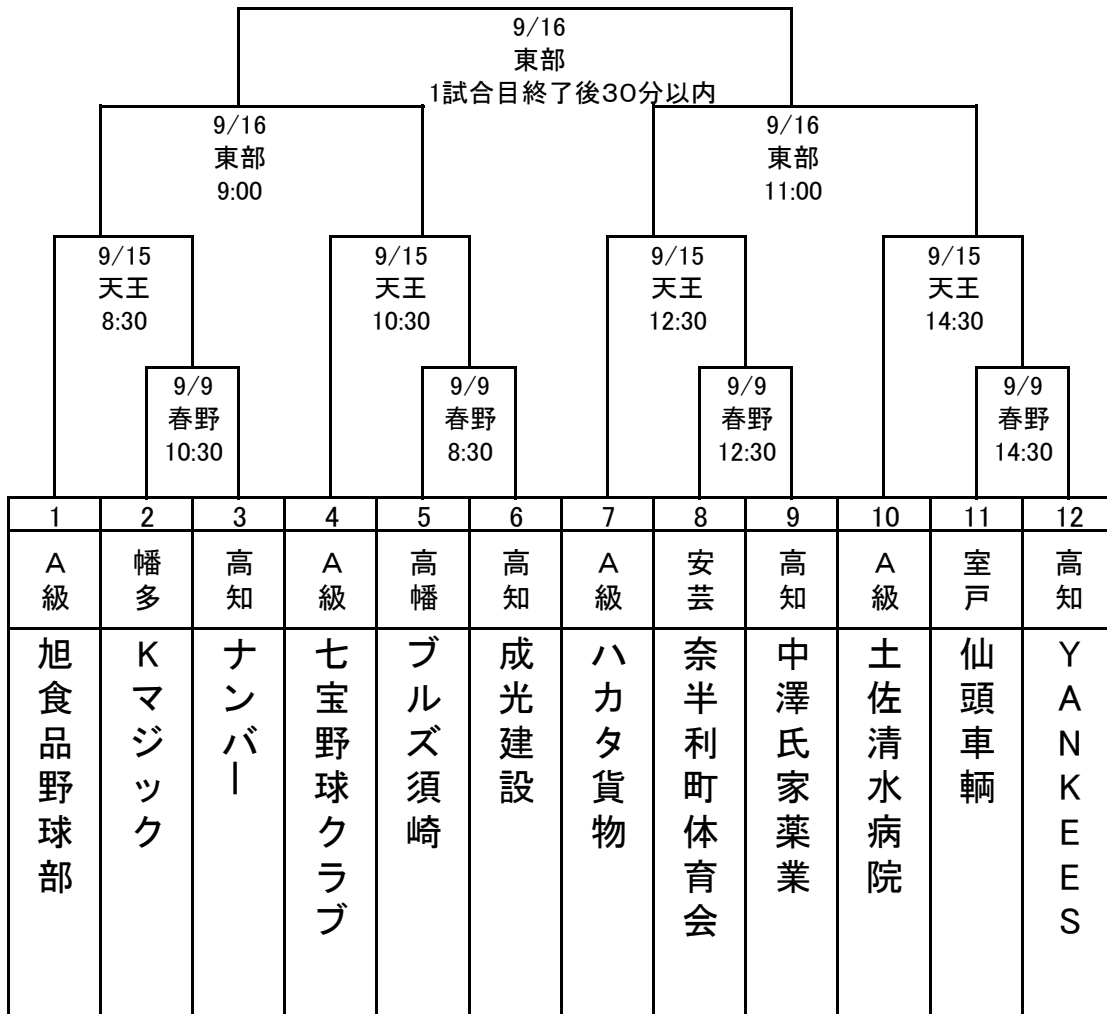 9/16
東部
1試合目終了後30分以内
9/16
東部
9:00
9/16
東部
11:00
9/15
天王
8:30
9/15
天王
10:30
9/15
天王
12:30
9/15
天王
14:30
9/9
春野
10:30
9/9
春野
8:30
9/9
春野
12:30
9/9
春野
14:30
1 2 3 4 5 6 7 8 9 10 11 12
A級 幡多 高知 A級 高幡 高知 A級 安芸 高知 A級 室戸 高知
旭食品野球部
Kマジック
ナンバー
七宝野球クラブ
ブルズ須崎
成光建設
ハカタ貨物
奈半利町体育会
中澤氏家薬業
土佐清水病院
仙頭車輌
YANKEES